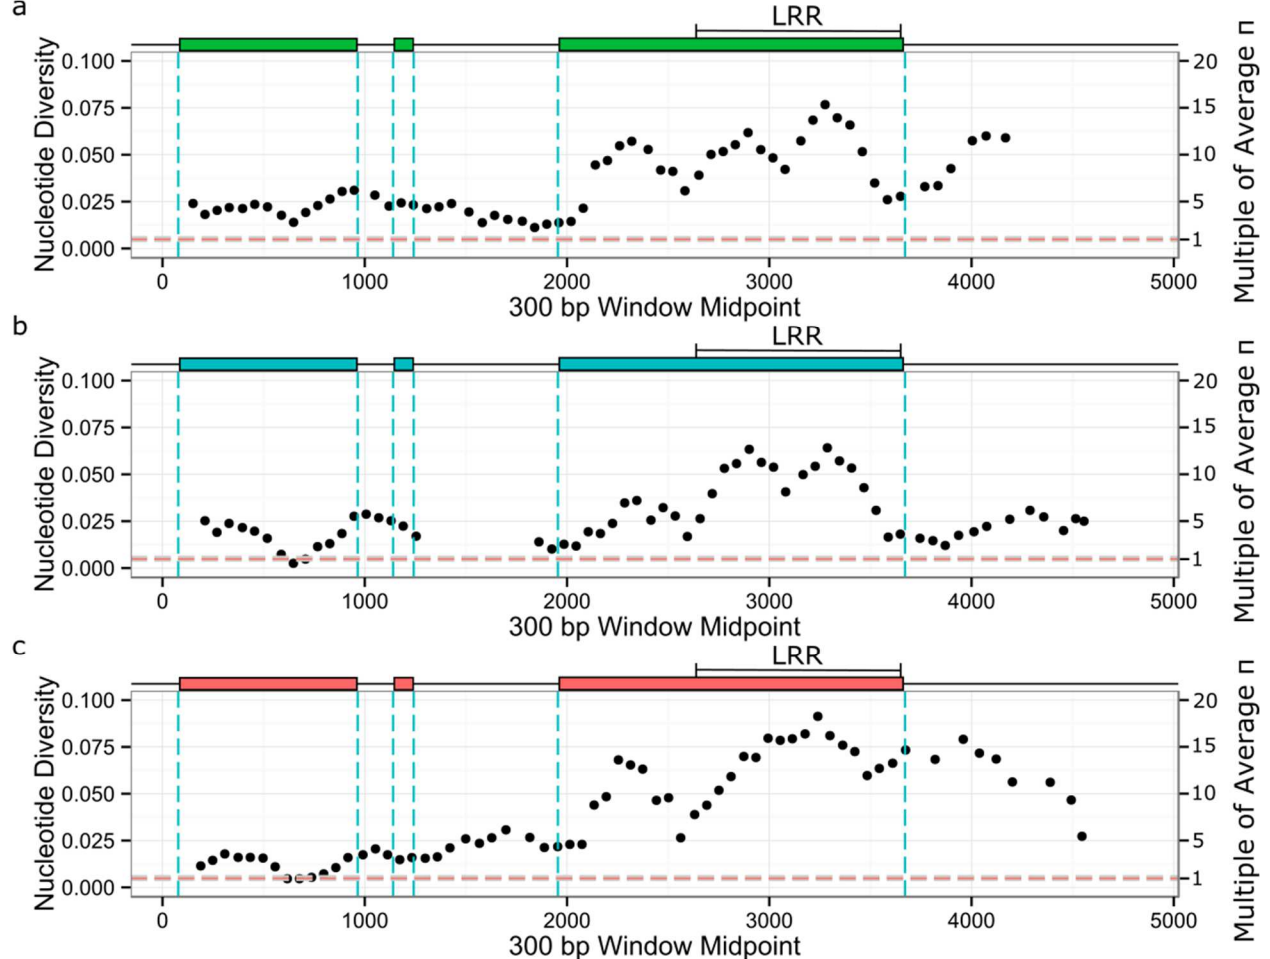 a
LRR
Nucleotide Diversity
0.100
0.075
0.050
0.025
0.000
20
15
10
5
1
Multiple of Average π
0 1000 2000 3000 4000 5000
300 bp Window Midpoint
b
LRR
Nucleotide Diversity
0.100
0.075
0.050
0.025
0.000
20
15
10
5
1
Multiple of Average π
0 1000 2000 3000 4000 5000
300 bp Window Midpoint
c
LRR
Nucleotide Diversity
0.100
0.075
0.050
0.025
0.000
20
15
10
5
1
Multiple of Average π
0 1000 2000 3000 4000 5000
300 bp Window Midpoint